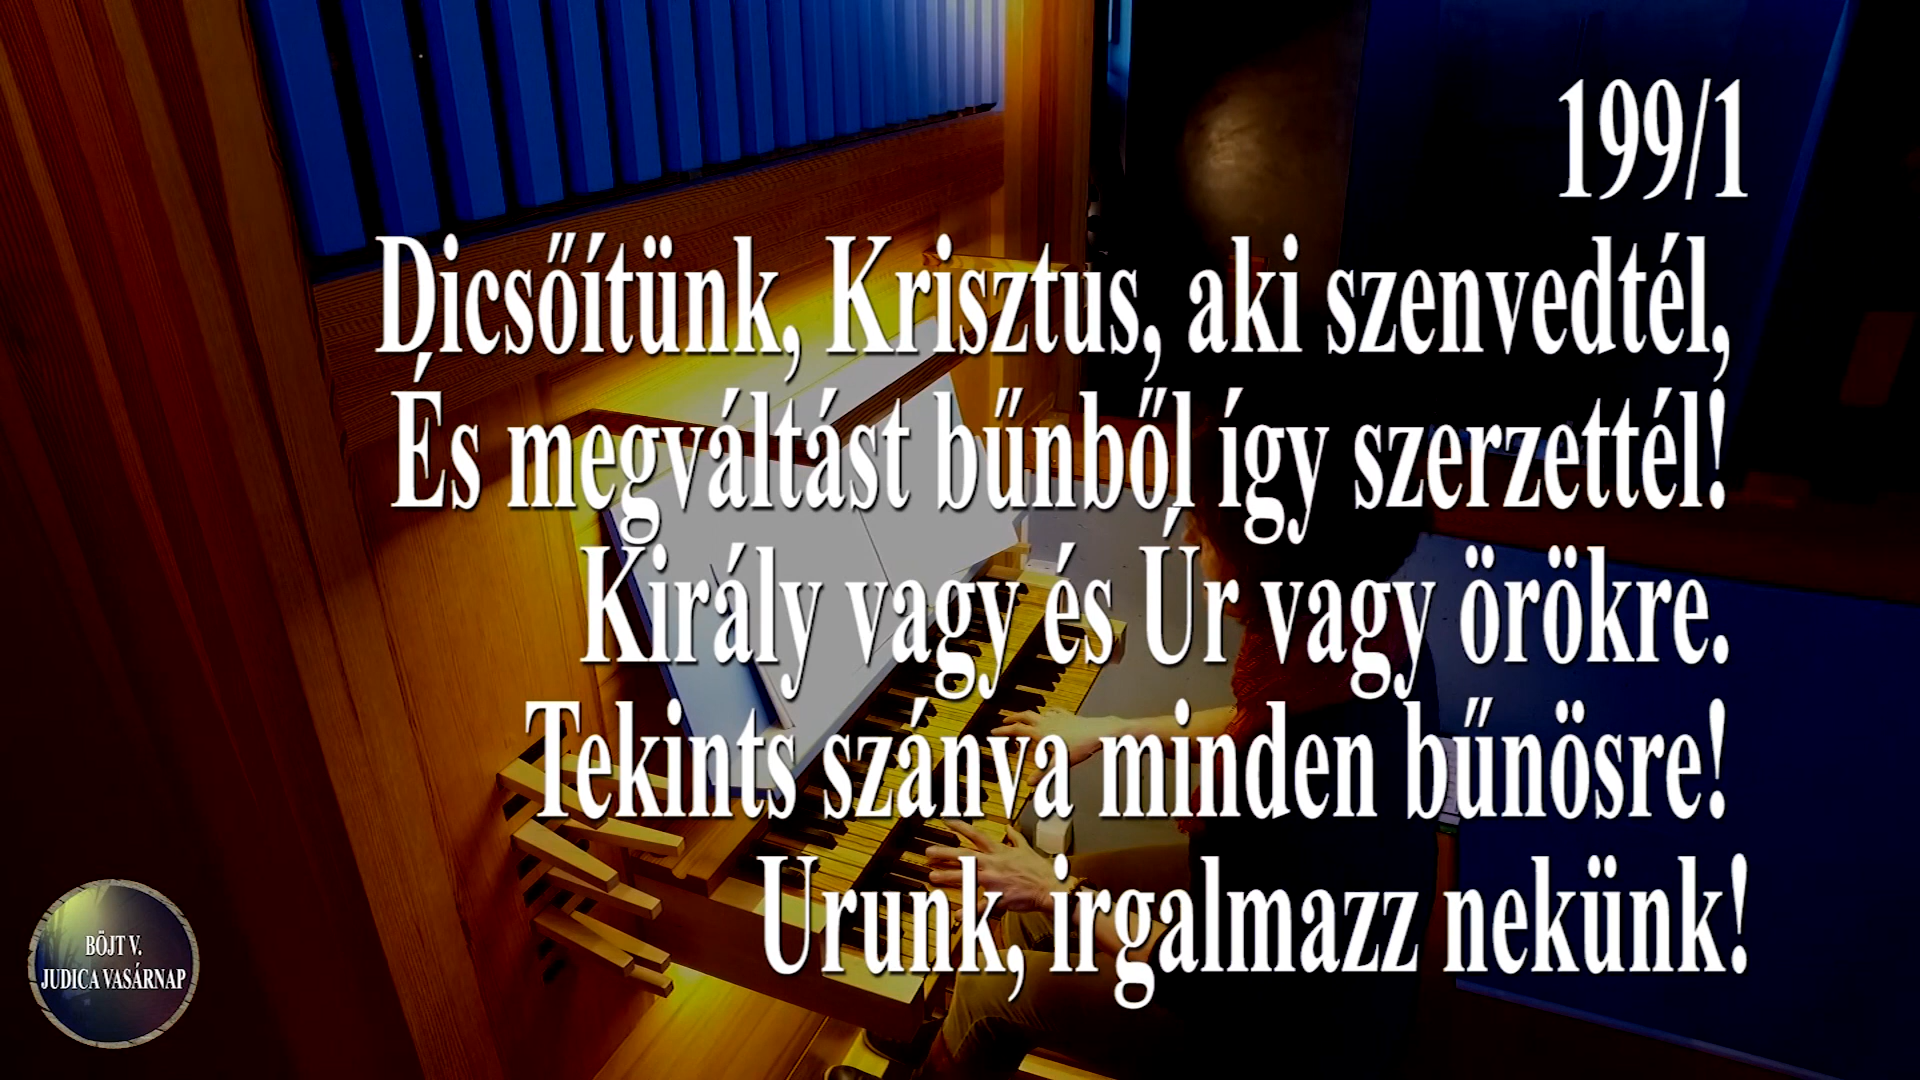 199/1
Dicsőítünk, Krisztus, aki szenvedtél,
És megváltást bűnből így szerzettél!
Király vagy és Úr vagy örökre.
Tekints szánva minden bűnösre!
Urunk, irgalmazz nekünk!
BÖJT V.
JUDICA VASÁRNAP